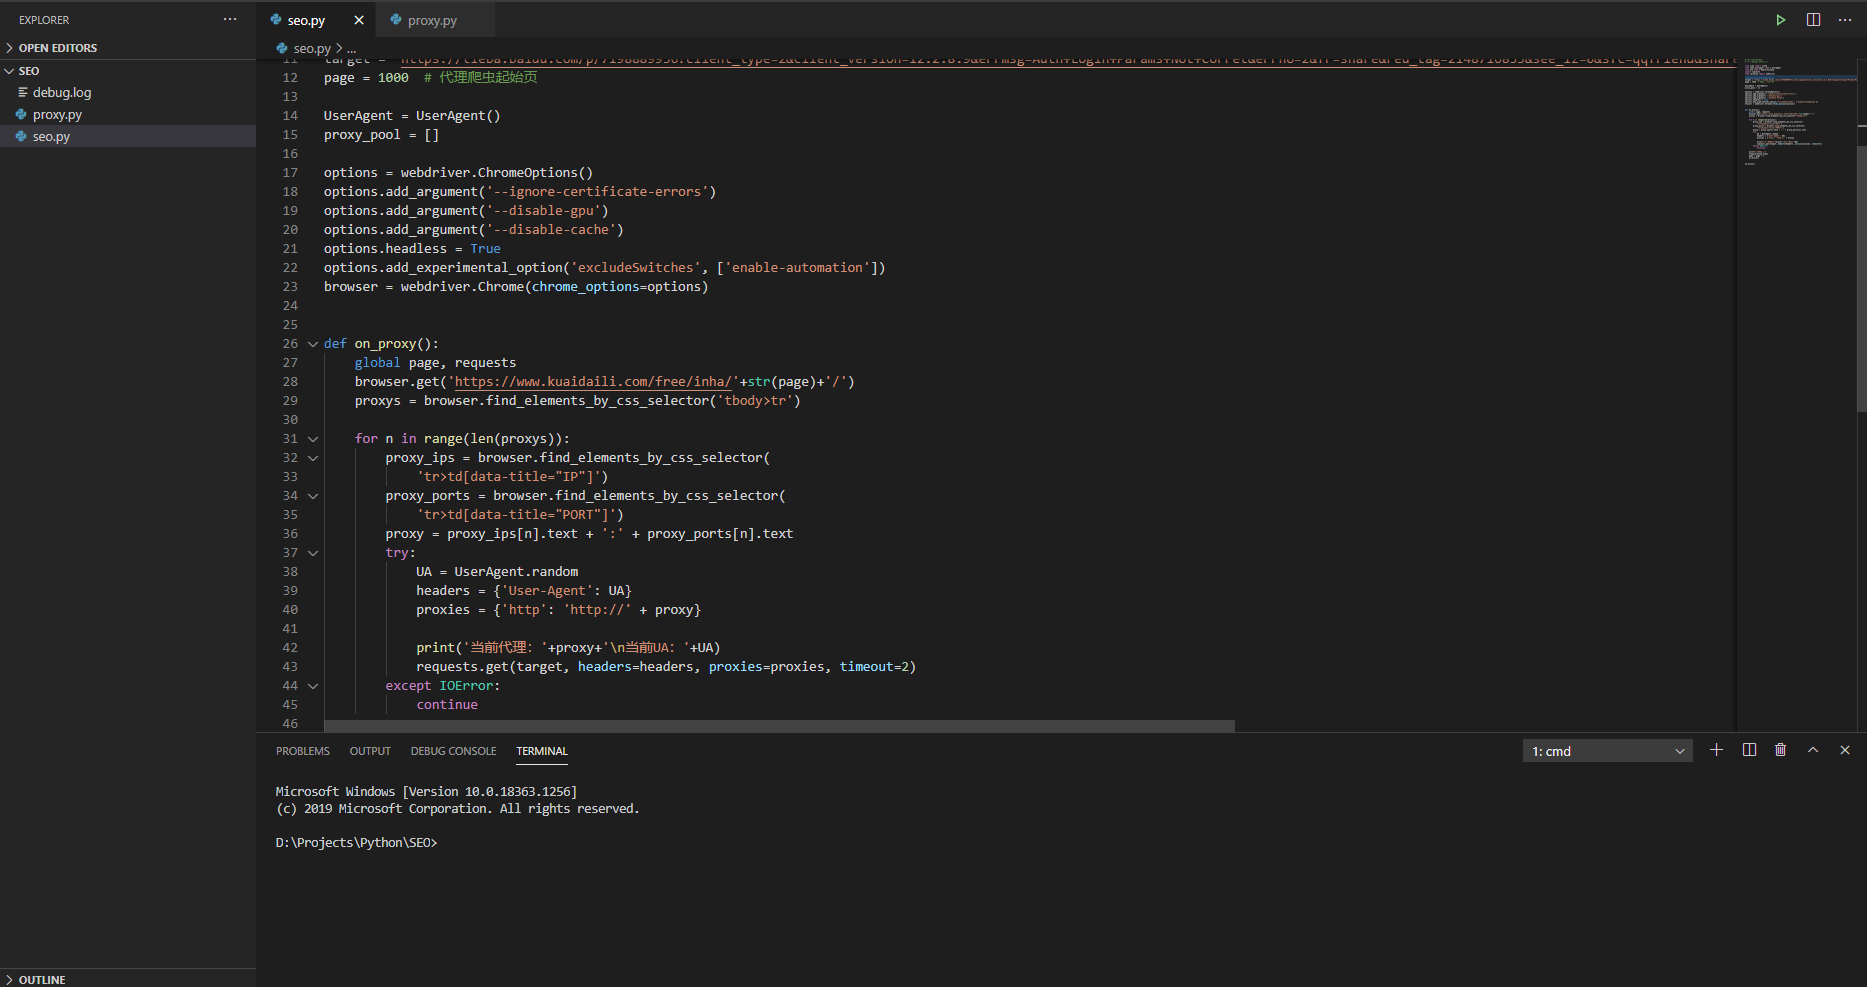 EXPLORER
OPEN EDITORS
SEO
debug.log
proxy.py
seo.py
OUTLINE
seo.py
proxy.py
seo.py > ...
12 page = 1000  # 代理爬虫起始页
13
14 UserAgent = UserAgent()
15 proxy_pool = []
16
17 options = webdriver.ChromeOptions()
18 options.add_argument('--ignore-certificate-errors')
19 options.add_argument('--disable-gpu')
20 options.add_argument('--disable-cache')
21 options.headless = True
22 options.add_experimental_option('excludeSwitches', ['enable-automation'])
23 browser = webdriver.Chrome(chrome_options=options)
24
25
26 def on_proxy():
27     global page, requests
28     browser.get('https://www.kuaidaili.com/free/inha/'+str(page)+'/')
29     proxys = browser.find_elements_by_css_selector('tbody>tr')
30
31     for n in range(len(proxys)):
32         proxy_ips = browser.find_elements_by_css_selector(
33             'tr>td[data-title="IP"]')
34         proxy_ports = browser.find_elements_by_css_selector(
35             'tr>td[data-title="PORT"]')
36         proxy = proxy_ips[n].text + ':' + proxy_ports[n].text
37         try:
38             UA = UserAgent.random
39             headers = {'User-Agent': UA}
40             proxies = {'http': 'http://' + proxy}
41
42             print('当前代理: '+proxy+'\n当前UA: '+UA)
43             requests.get(target, headers=headers, proxies=proxies, timeout=2)
44         except IOError:
45             continue
46
PROBLEMS OUTPUT DEBUG CONSOLE TERMINAL 1: cmd
Microsoft Windows [Version 10.0.18363.1256]
(c) 2019 Microsoft Corporation. All rights reserved.
D:\Projects\Python\SEO>